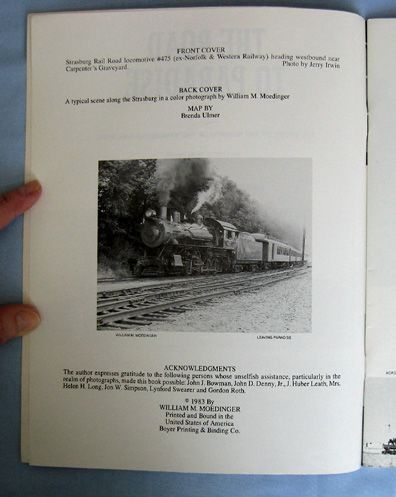 FRONT COVER
Strasburg Rail Road locomotive #475 (ex-Norfolk & Western Railway) heading westbound near
Carpenter's Graveyard. Photo by Jerry Irwin
BACK COVER
A typical scene along the Strasburg in a color photograph by William M. Moedinger
MAP BY
Brenda Ulmer
WILLIAM M. MOEDINGER LEAVING PARADISE
ACKNOWLEDGMENTS
The author expresses gratitude to the following persons whose unselfish assistance, particularly in the
realm of photographs, made this book possible: John J. Bowman, John D. Denny, Jr., J. Huber Leath, Mrs.
Helen H. Long, Jon W. Simpson, Lynford Swearer and Gordon Roth.
© 1983 By
WILLIAM M. MOEDINGER
Printed and Bound in the
United States of America
Boyer Printing & Binding Co.